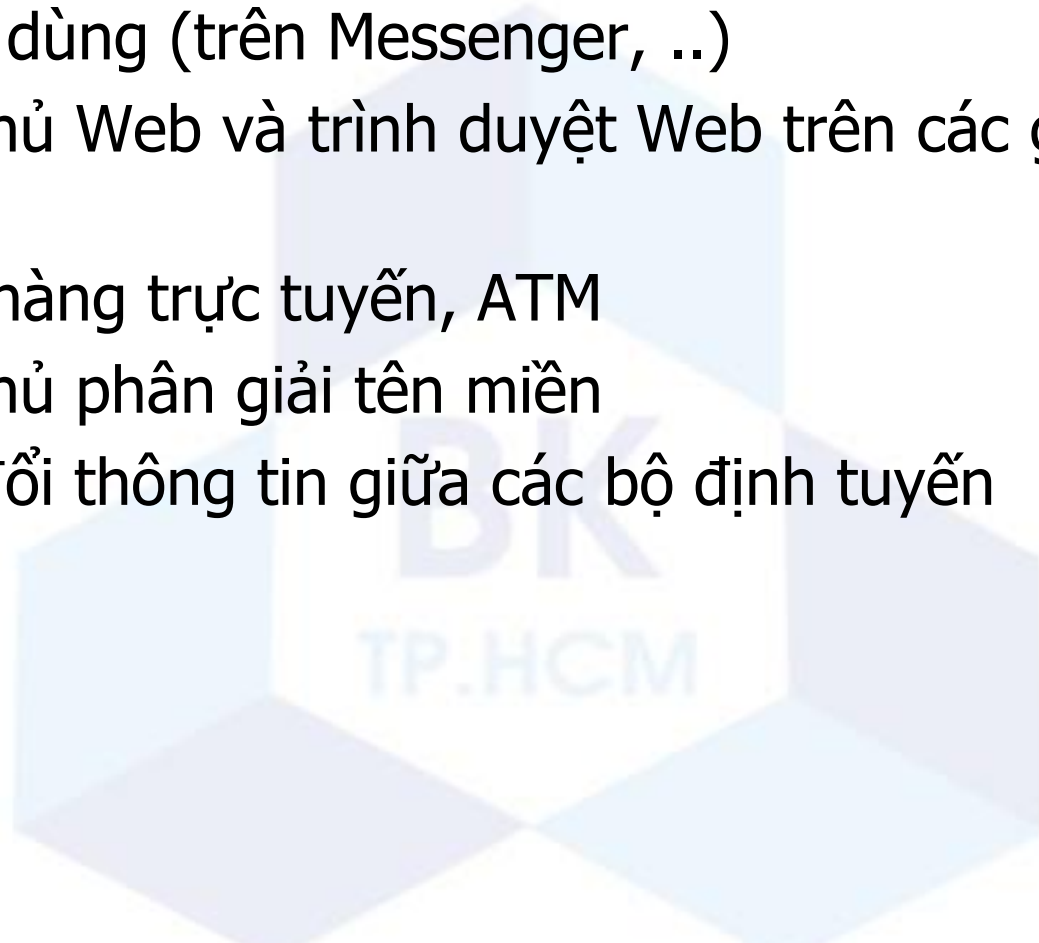 dùng (trên Messenger, ..)
hủ Web và trình duyệt Web trên các g
hàng trực tuyến, ATM
hủ phân giải tên miền
ổi thông tin giữa các bộ định tuyến
BK
TP.HCM